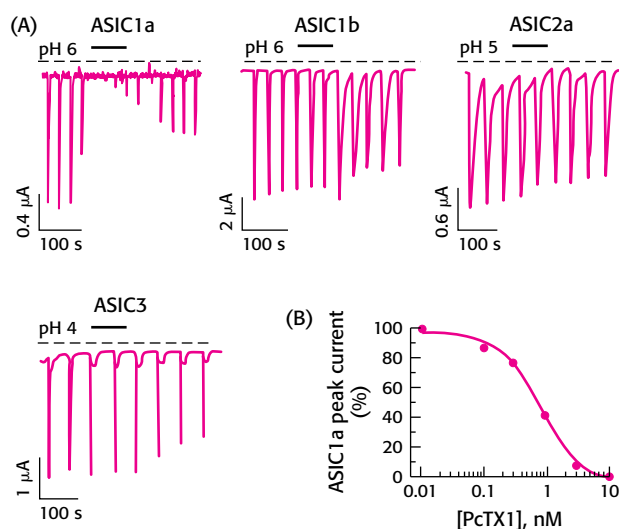 (A)
ASIC1a
pH 6
0.4 µA
100 s
ASIC1b
pH 6
2 µA
100 s
ASIC2a
pH 5
0.6 µA
100 s
ASIC3
pH 4
1 µA
100 s
(B)
ASIC1a peak current
(%)
100
80
60
40
20
0
0.01
0.1
1
10
[PcTX1], nM